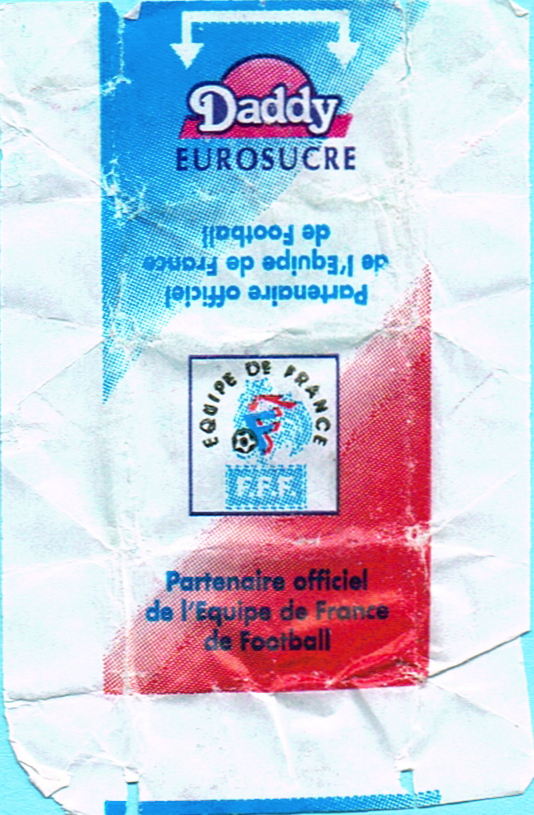 Daddy
EUROSUCRE
Partenaire officiel
de l'Equipe de France
de Football
EQUIPE DE FRANCE
F.F.F.
Partenaire officiel
de l'Equipe de France
de Football